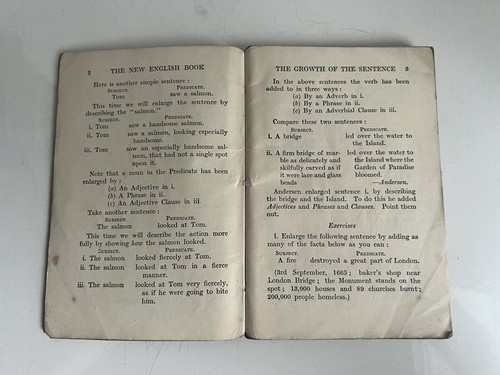 2 THE NEW ENGLISH BOOK
Here is another simple sentence :
SUBJECT. PREDICATE.
Tom saw a salmon.
This time we will enlarge the sentence by
describing the "salmon."
SUBJECT. PREDICATE.
i. Tom saw a handsome salmon.
ii. Tom saw a salmon, looking especially
handsome.
iii. Tom saw an especially handsome sal-
mon, that had not a single spot
upon it.
Note that a noun in the Predicate has been
enlarged by :
(a) An Adjective in i.
(b) A Phrase in ii.
(c) An Adjective Clause in iii.
Take another sentence :
SUBJECT. PREDICATE.
The salmon looked at Tom.
This time we will describe the action more
fully by showing how the salmon looked.
SUBJECT. PREDICATE.
i. The salmon looked fiercely at Tom.
ii. The salmon looked at Tom in a fierce
manner.
iii. The salmon looked at Tom very fiercely,
as if he were going to bite
him.
THE GROWTH OF THE SENTENCE 3
In the above sentences the verb has been
added to in three ways :
(a) By an Adverb in i.
(b) By a Phrase in ii.
(c) By an Adverbial Clause in iii.
Compare these two sentences :
SUBJECT. PREDICATE.
i. A bridge led over the water to
the Island.
ii. A firm bridge of mar- led over the water to
ble as delicately and the Island where the
skilfully carved as if Garden of Paradise
it were lace and glass bloomed.
beads —Andersen.
Andersen enlarged sentence i. by describing
the bridge and the Island. To do this he added
Adjectives and Phrases and Clauses. Point them
out.
Exercises
1. Enlarge the following sentence by adding as
many of the facts below as you can :
SUBJECT. PREDICATE.
A fire destroyed a great part of London.
(3rd September, 1665 ; baker's shop near
London Bridge ; the Monument stands on the
spot ; 13,000 houses and 89 churches burnt ;
200,000 people homeless.)